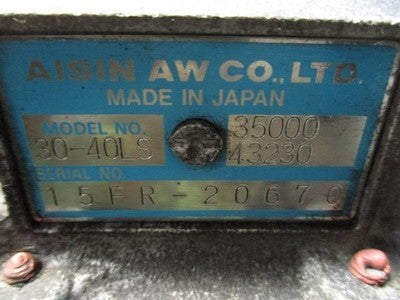 AISIN AW CO., LTD.
MADE IN JAPAN
MODEL NO. 35000
30-40LS 43230
SERIAL NO.
15FR-20670